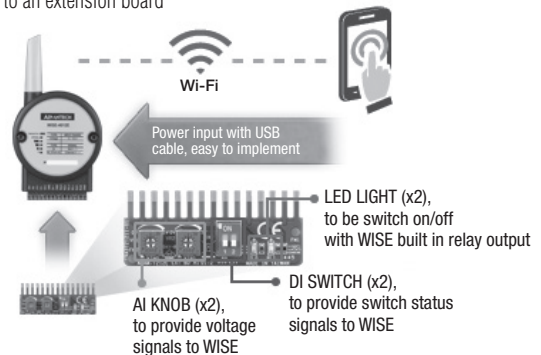 to an extension board
Wi-Fi
ADVANTECH
Power input with USB
cable, easy to implement
LED LIGHT (x2),
to be switch on/off
with WISE built in relay output
ON
DI SWITCH (x2),
to provide switch status
signals to WISE
AI KNOB (x2),
to provide voltage
signals to WISE